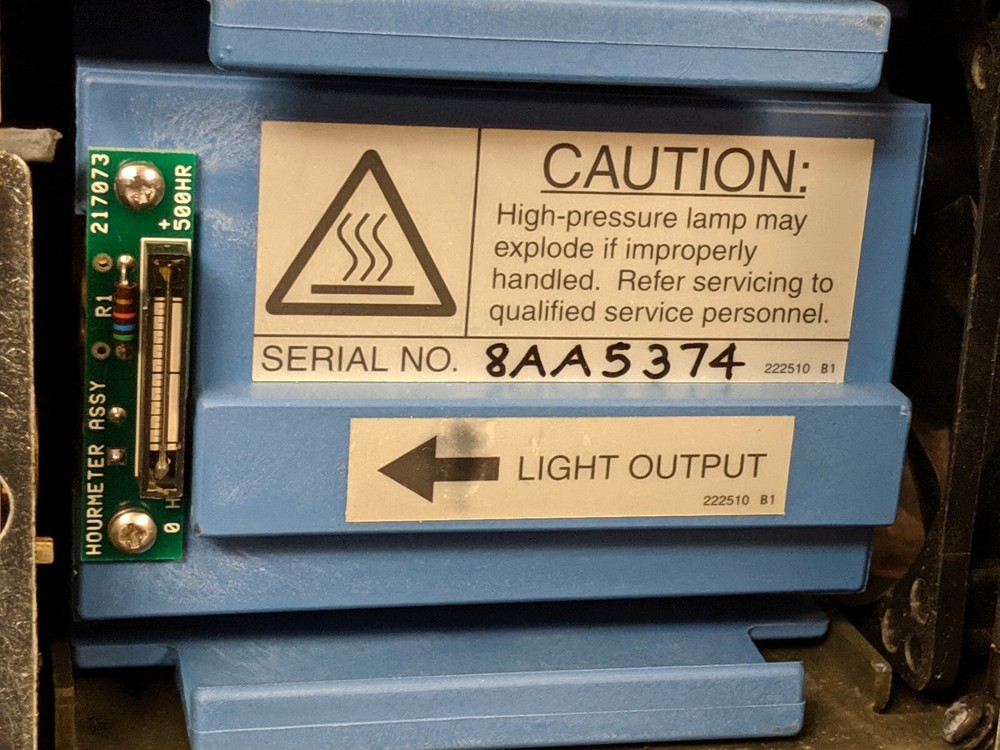 217073
+
500HR
R1
HOURMETER ASSY
0 H
CAUTION:
High-pressure lamp may
explode if improperly
handled. Refer servicing to
qualified service personnel.
SERIAL NO. 8AA5374
222510 B1
LIGHT OUTPUT
222510 B1